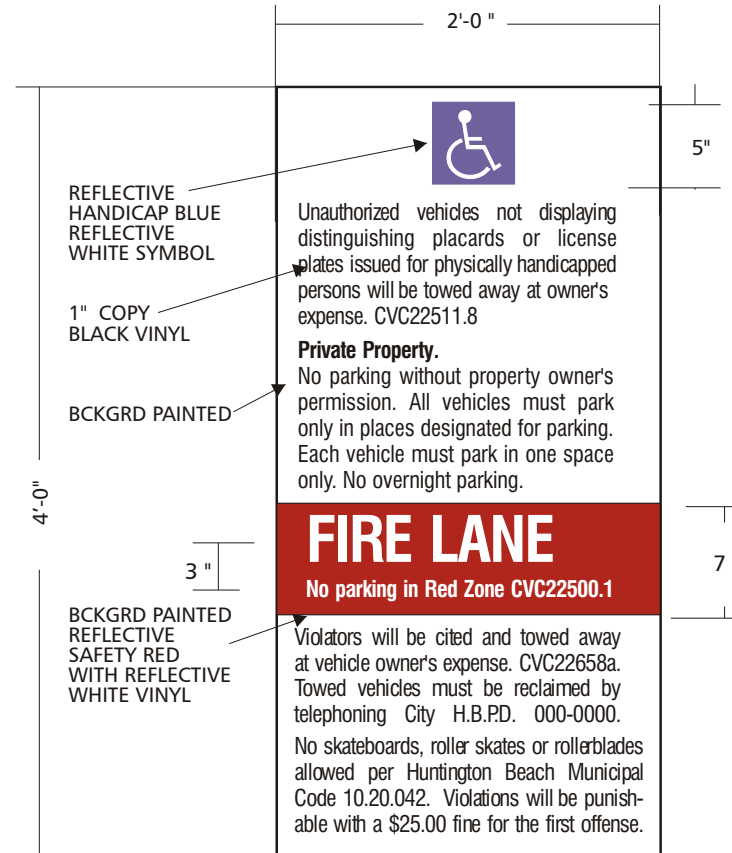 2'-0 "
5"
REFLECTIVE
HANDICAP BLUE
REFLECTIVE
WHITE SYMBOL
Unauthorized vehicles not displaying
distinguishing placards or license
plates issued for physically handicapped
persons will be towed away at owner's
expense. CVC22511.8
1" COPY
BLACK VINYL
Private Property.
No parking without property owner's
permission. All vehicles must park
only in places designated for parking.
Each vehicle must park in one space
only. No overnight parking.
BCKGRD PAINTED
4'-0"
FIRE LANE
No parking in Red Zone CVC22500.1
3 "
7
BCKGRD PAINTED
REFLECTIVE
SAFETY RED
WITH REFLECTIVE
WHITE VINYL
Violators will be cited and towed away
at vehicle owner's expense. CVC22658a.
Towed vehicles must be reclaimed by
telephoning City H.B.P.D. 000-0000.
No skateboards, roller skates or rollerblades
allowed per Huntington Beach Municipal
Code 10.20.042. Violations will be punish-
able with a $25.00 fine for the first offense.